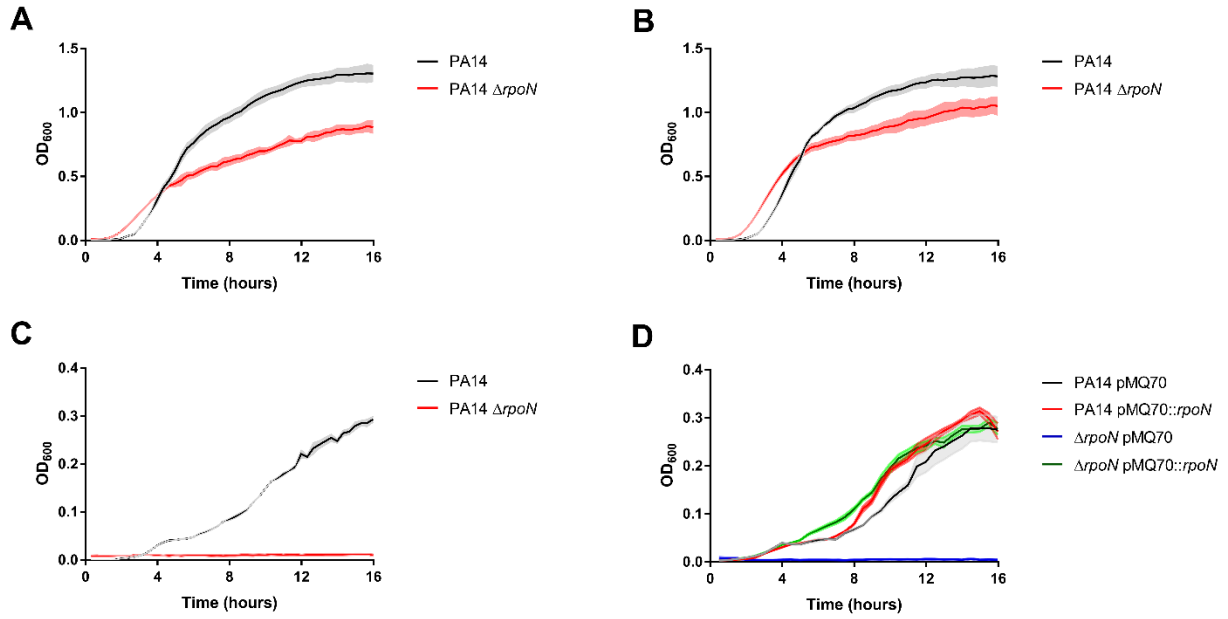 A
1.5
1.0
0.5
0.0
OD600
0 4 8 12 16
Time (hours)
PA14
PA14 ΔrpoN
B
1.5
1.0
0.5
0.0
OD600
0 4 8 12 16
Time (hours)
PA14
PA14 ΔrpoN
C
0.4
0.3
0.2
0.1
0.0
OD600
0 4 8 12 16
Time (hours)
PA14
PA14 ΔrpoN
D
0.4
0.3
0.2
0.1
0.0
OD600
0 4 8 12 16
Time (hours)
PA14 pMQ70
PA14 pMQ70::rpoN
ΔrpoN pMQ70
ΔrpoN pMQ70::rpoN